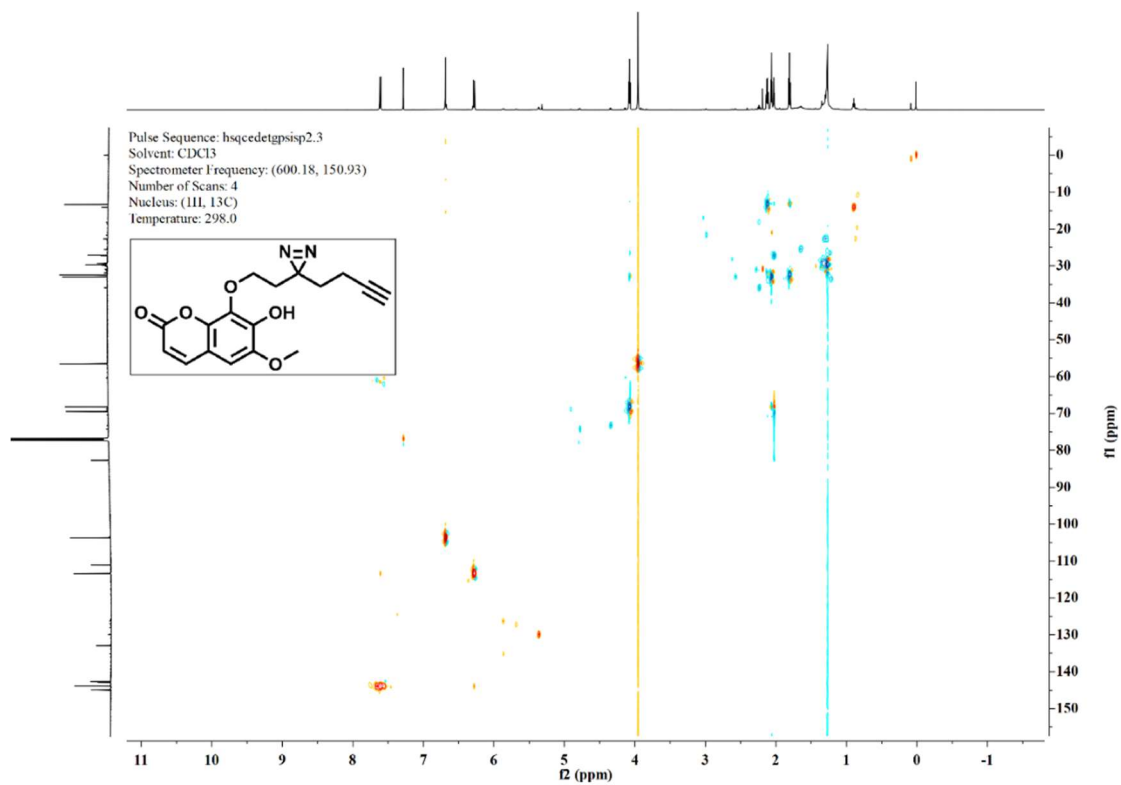 Pulse Sequence: hsqcedetgpsisp2.3
Solvent: CDCl3
Spectrometer Frequency: (600.18, 150.93)
Number of Scans: 4
Nucleus: (1H, 13C)
Temperature: 298.0
N=N
O
O
O
OH
O
0
10
20
30
40
50
60
70
80
90
100
110
120
130
140
150
f1 (ppm)
11 10 9 8 7 6 5 4 3 2 1 0 -1
f2 (ppm)